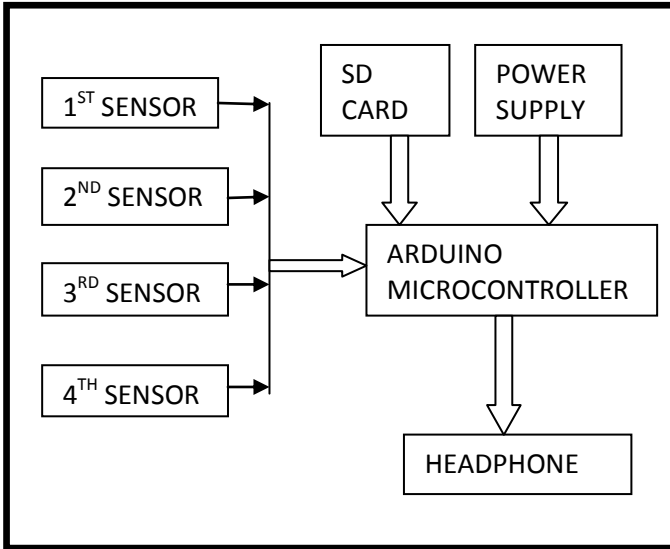 1ST SENSOR
2ND SENSOR
3RD SENSOR
4TH SENSOR
SD
CARD
POWER
SUPPLY
ARDUINO
MICROCONTROLLER
HEADPHONE